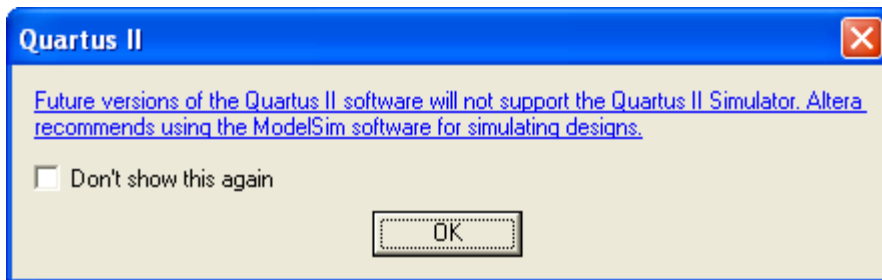 Quartus II
Future versions of the Quartus II software will not support the Quartus II Simulator. Altera
recommends using the ModelSim software for simulating designs.
Don't show this again
OK